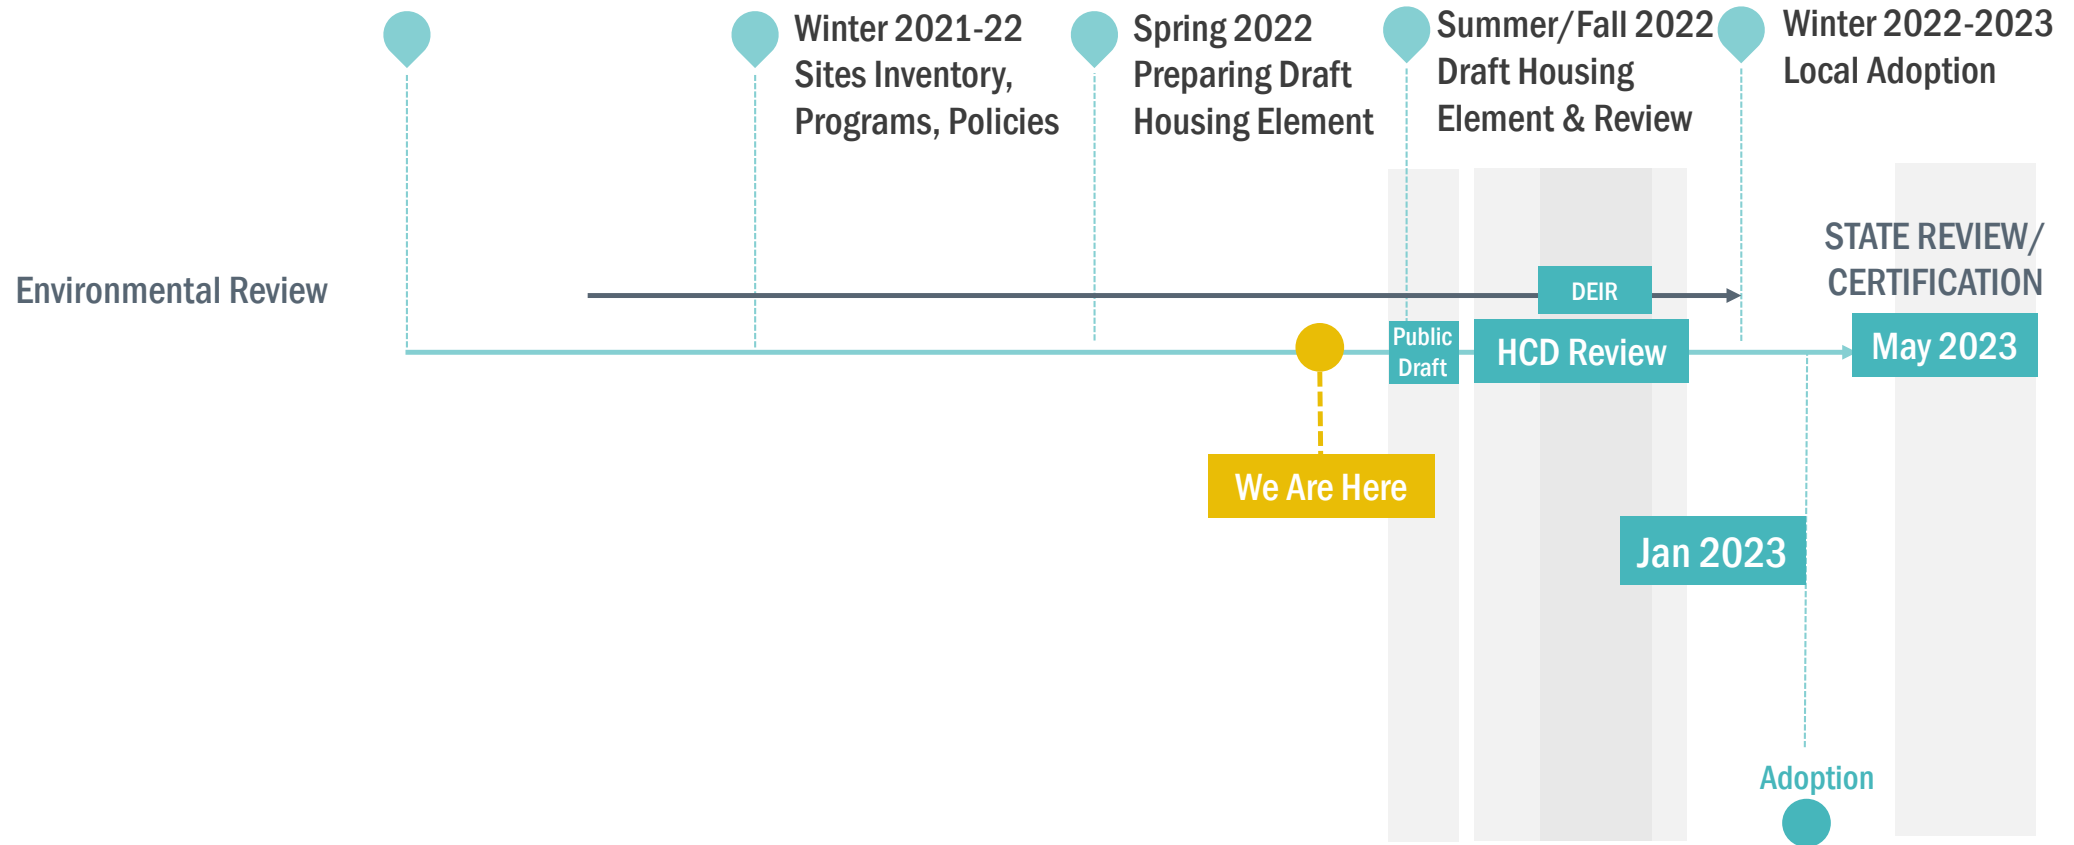 Winter 2021-22
Sites Inventory,
Programs, Policies
Spring 2022
Preparing Draft
Housing Element
Summer/Fall 2022
Draft Housing
Element & Review
Winter 2022-2023
Local Adoption
STATE REVIEW/
CERTIFICATION
Environmental Review
DEIR
Public
Draft
HCD Review
May 2023
We Are Here
Jan 2023
Adoption